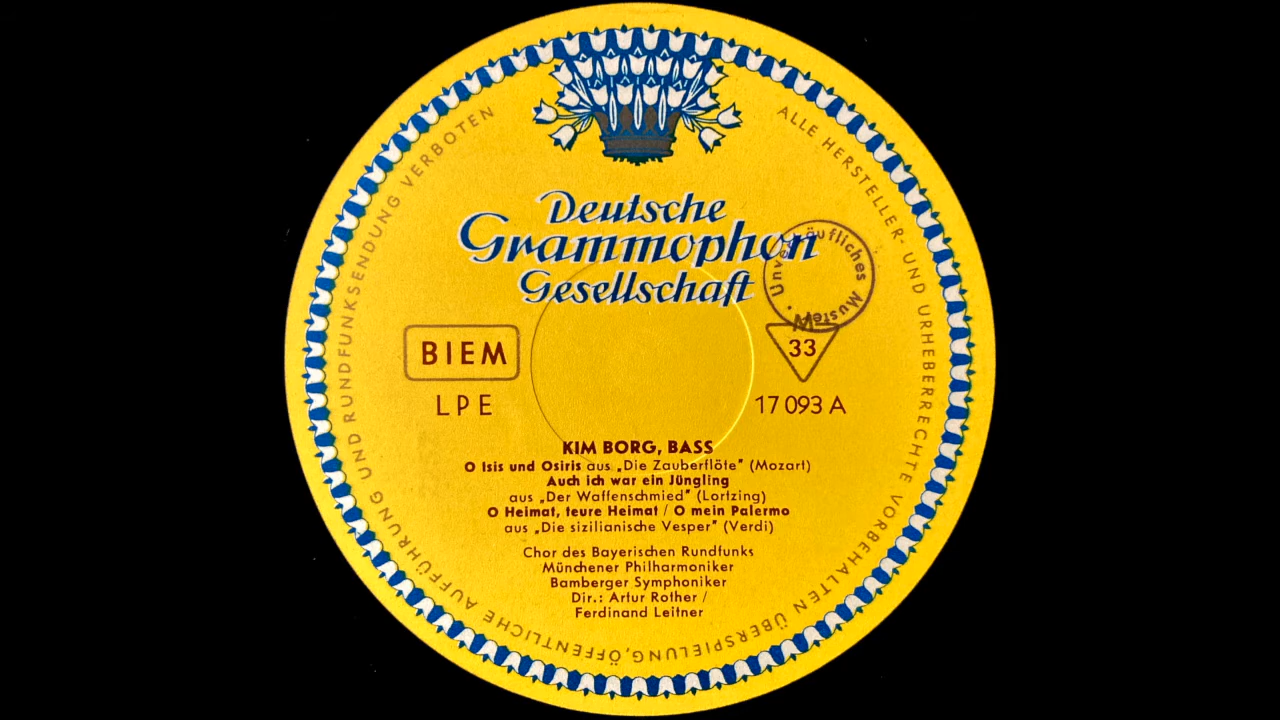 Deutsche
Grammophon
Gesellschaft
Unverkäufliches Muster
BIEM
33
LPE
17 093 A
KIM BORG, BASS
O Isis und Osiris aus „Die Zauberflöte" (Mozart)
Auch ich war ein Jüngling
aus „Der Waffenschmied" (Lortzing)
O Heimat, teure Heimat / O mein Palermo
aus „Die sizilianische Vesper" (Verdi)
Chor des Bayerischen Rundfunks
Münchener Philharmoniker
Bamberger Symphoniker
Dir.: Artur Rother /
Ferdinand Leitner
ALLE HERSTELLER- UND URHEBERRECHTE VORBEHALTEN ÜBERSPIELUNG, ÖFFENTLICHE AUFFÜHRUNG UND RUNDFUNKSENDUNG VERBOTEN